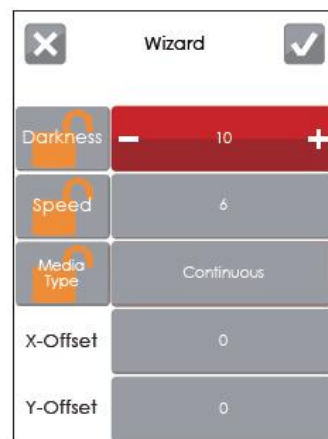 Wizard
Darkness
− 10 +
Speed
6
Media
Type
Continuous
X-Offset
0
Y-Offset
0